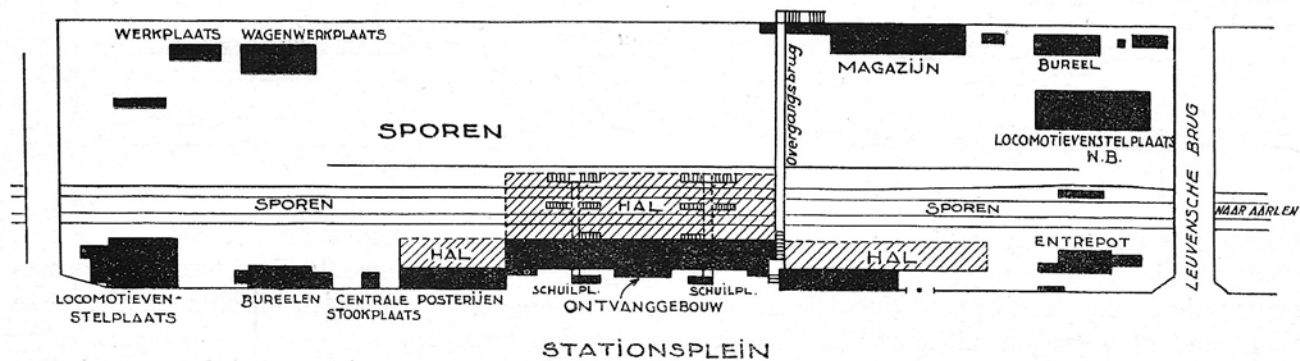 WERKPLAATS
WAGENWERKPLAATS
MAGAZIJN
BUREEL
Overgangsbrug
SPOREN
LOCOMOTIEVENSTELPLAATS
N.B.
LEUVENSCHE BRUG
SPOREN
HAL
SPOREN
NAAR AARLEN
HAL
HAL
ENTREPOT
LOCOMOTIEVEN-
STELPLAATS
BUREELEN
CENTRALE
STOOKPLAATS
POSTERIJEN
SCHUILPL.
ONTVANGGEBOUW
SCHUILPL.
STATIONSPLEIN